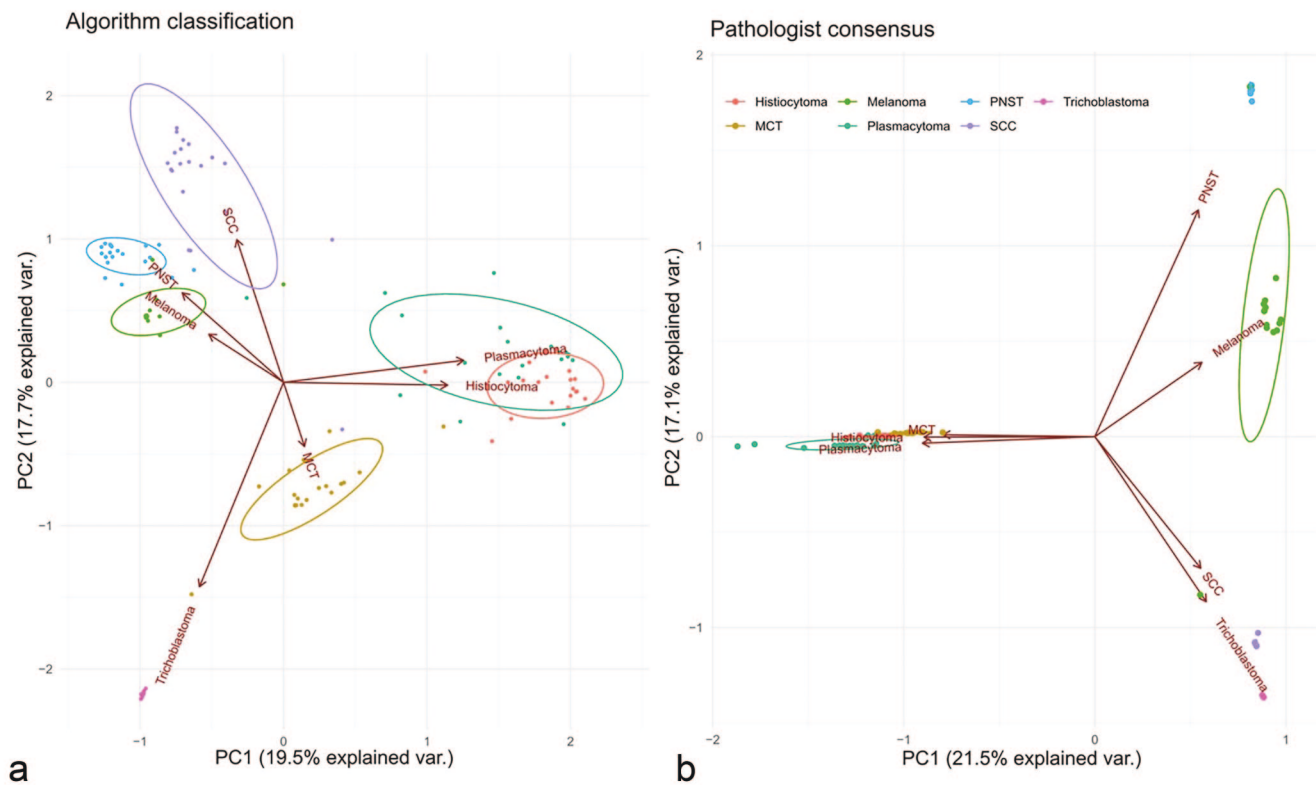 Algorithm classification
2
1
0
−1
−2
PC2 (17.7% explained var.)
SCC
PNST
Melanoma
Plasmacytoma
Histiocytoma
MCT
Trichoblastoma
−1
0
1
2
PC1 (19.5% explained var.)
a
Pathologist consensus
Histiocytoma
Melanoma
PNST
Trichoblastoma
MCT
Plasmacytoma
SCC
2
1
0
−1
PC2 (17.1% explained var.)
PNST
Melanoma
MCT
Histiocytoma
Plasmacytoma
SCC
Trichoblastoma
−2
−1
0
1
PC1 (21.5% explained var.)
b